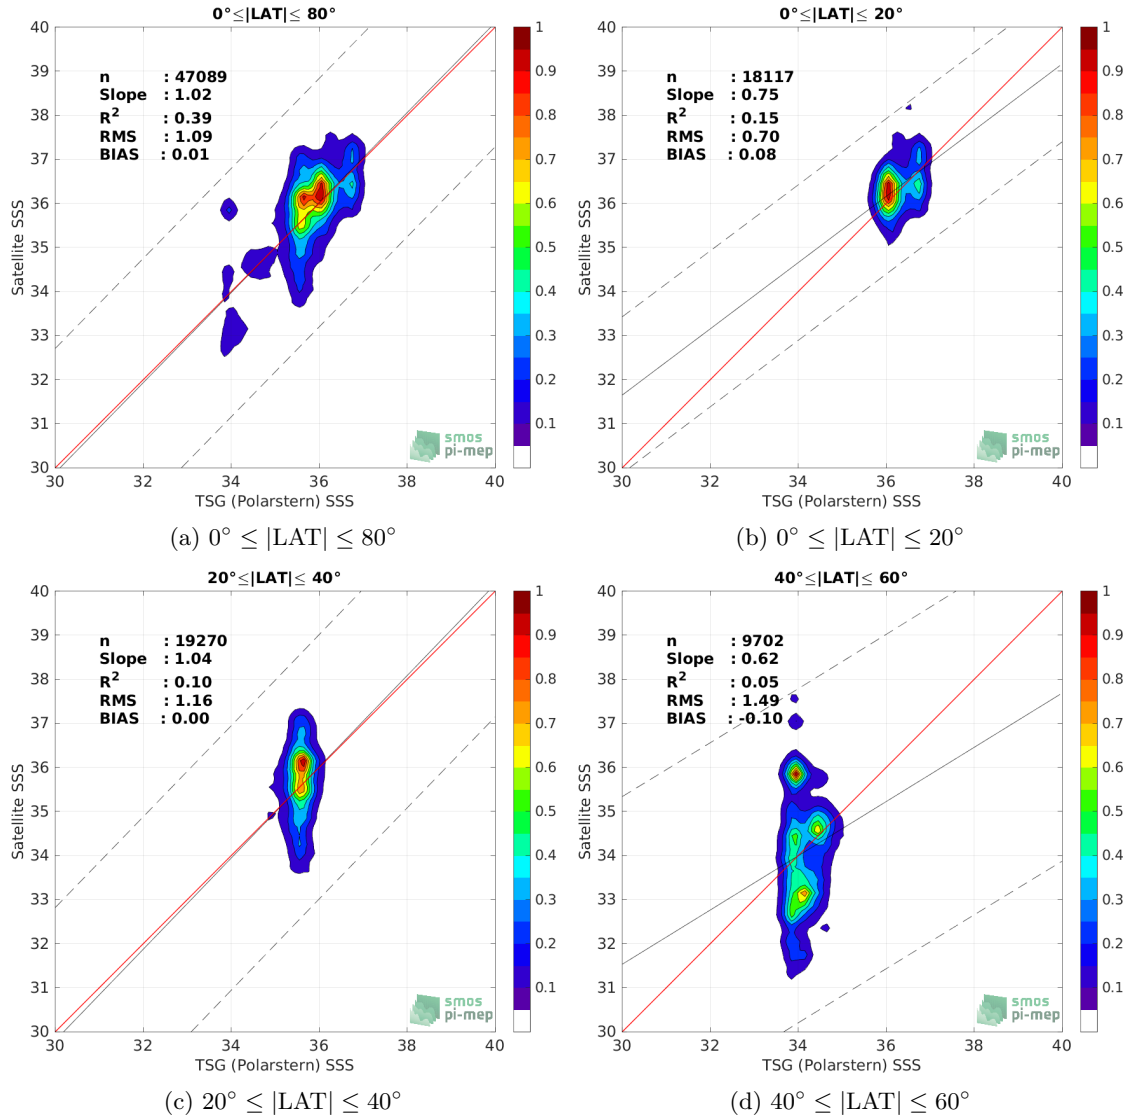 0°≤|LAT|≤ 80°
40
39
38
37
36
35
34
33
32
31
30
Satellite SSS
n : 47089
Slope : 1.02
R² : 0.39
RMS : 1.09
BIAS : 0.01
smos
pi-mep
30 32 34 36 38 40
TSG (Polarstern) SSS
1
0.9
0.8
0.7
0.6
0.5
0.4
0.3
0.2
0.1
(a) 0° ≤ |LAT| ≤ 80°
0°≤|LAT|≤ 20°
40
39
38
37
36
35
34
33
32
31
30
Satellite SSS
n : 18117
Slope : 0.75
R² : 0.15
RMS : 0.70
BIAS : 0.08
smos
pi-mep
30 32 34 36 38 40
TSG (Polarstern) SSS
1
0.9
0.8
0.7
0.6
0.5
0.4
0.3
0.2
0.1
(b) 0° ≤ |LAT| ≤ 20°
20°≤|LAT|≤ 40°
40
39
38
37
36
35
34
33
32
31
30
Satellite SSS
n : 19270
Slope : 1.04
R² : 0.10
RMS : 1.16
BIAS : 0.00
smos
pi-mep
30 32 34 36 38 40
TSG (Polarstern) SSS
1
0.9
0.8
0.7
0.6
0.5
0.4
0.3
0.2
0.1
(c) 20° ≤ |LAT| ≤ 40°
40°≤|LAT|≤ 60°
40
39
38
37
36
35
34
33
32
31
30
Satellite SSS
n : 9702
Slope : 0.62
R² : 0.05
RMS : 1.49
BIAS : -0.10
smos
pi-mep
30 32 34 36 38 40
TSG (Polarstern) SSS
1
0.9
0.8
0.7
0.6
0.5
0.4
0.3
0.2
0.1
(d) 40° ≤ |LAT| ≤ 60°